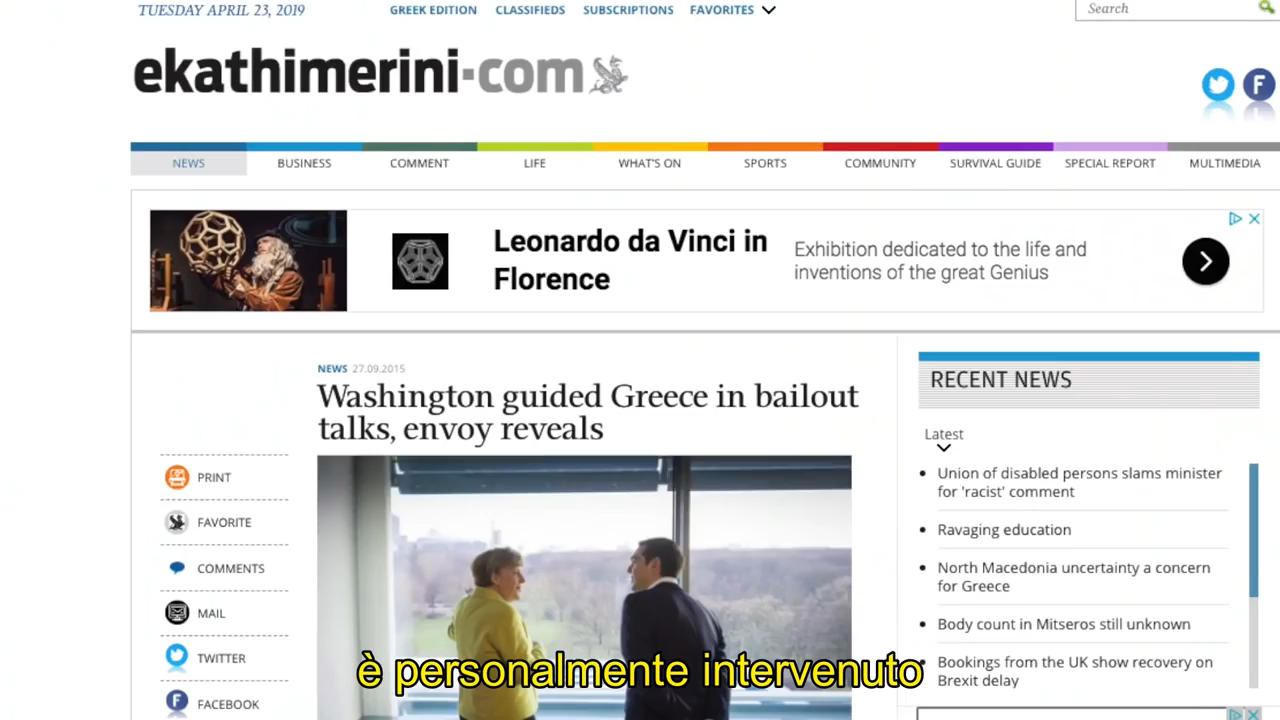 TUESDAY APRIL 23, 2019
GREEK EDITION
CLASSIFIEDS
SUBSCRIPTIONS
FAVORITES
Search
ekathimerini·com
NEWS
BUSINESS
COMMENT
LIFE
WHAT'S ON
SPORTS
COMMUNITY
SURVIVAL GUIDE
SPECIAL REPORT
MULTIMEDIA
Leonardo da Vinci in
Florence
Exhibition dedicated to the life and
inventions of the great Genius
NEWS 27.09.2015
Washington guided Greece in bailout
talks, envoy reveals
PRINT
FAVORITE
COMMENTS
MAIL
TWITTER
FACEBOOK
RECENT NEWS
Latest
Union of disabled persons slams minister
for 'racist' comment
Ravaging education
North Macedonia uncertainty a concern
for Greece
Body count in Mitseros still unknown
Bookings from the UK show recovery on
Brexit delay
è personalmente intervenuto